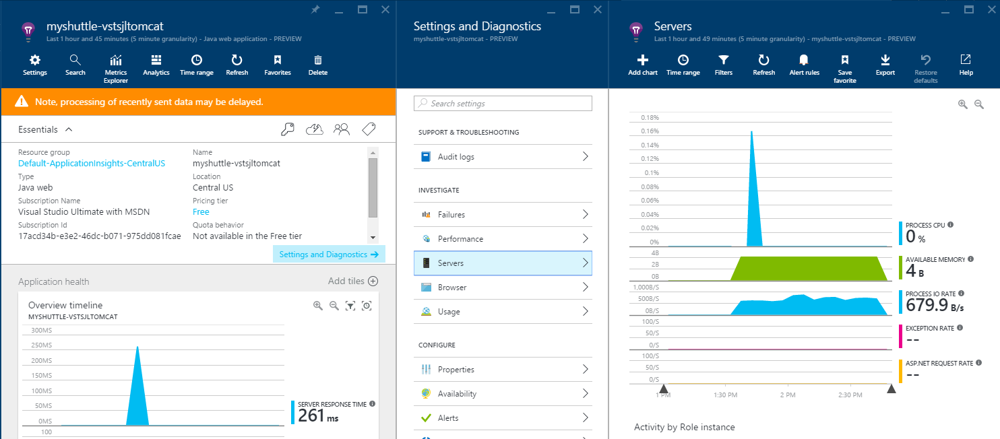 myshuttle-vstsjltomcat
Last 1 hour and 45 minutes (5 minute granularity) - Java web application - PREVIEW
Settings
Search
Metrics
Explorer
Analytics
Time range
Refresh
Favorites
Delete
Note, processing of recently sent data may be delayed.
Essentials
Resource group
Default-ApplicationInsights-CentralUS
Name
myshuttle-vstsjltomcat
Type
Java web
Location
Central US
Subscription Name
Visual Studio Ultimate with MSDN
Pricing tier
Free
Subscription Id
17acd34b-e3e2-46dc-b071-975dd081fcae
Quota behavior
Not available in the Free tier
Settings and Diagnostics
Application health
Add tiles
Overview timeline
MYSHUTTLE-VSTSJLTOMCAT
300MS
250MS
200MS
150MS
100MS
50MS
0MS
100
SERVER RESPONSE TIME
261 ms
Settings and Diagnostics
myshuttle-vstsjltomcat - PREVIEW
Search settings
SUPPORT & TROUBLESHOOTING
Audit logs
INVESTIGATE
Failures
Performance
Servers
Browser
Usage
CONFIGURE
Properties
Availability
Alerts
Servers
Last 1 hour and 49 minutes (5 minute granularity) - myshuttle-vstsjltomcat - PREVIEW
Add chart
Time range
Filters
Refresh
Alert rules
Save
favorite
Export
Restore
defaults
Help
0.18%
0.16%
0.14%
0.12%
0.1%
0.08%
0.06%
0.04%
0.02%
0%
PROCESS CPU
0 %
4B
2B
0B
AVAILABLE MEMORY
4 B
1,000B/S
500B/S
0B/S
PROCESS IO RATE
679.9 B/s
100/S
50/S
0/S
EXCEPTION RATE
--
100/S
50/S
0/S
ASP.NET REQUEST RATE
--
1 PM
1:30 PM
2 PM
2:30 PM
Activity by Role instance